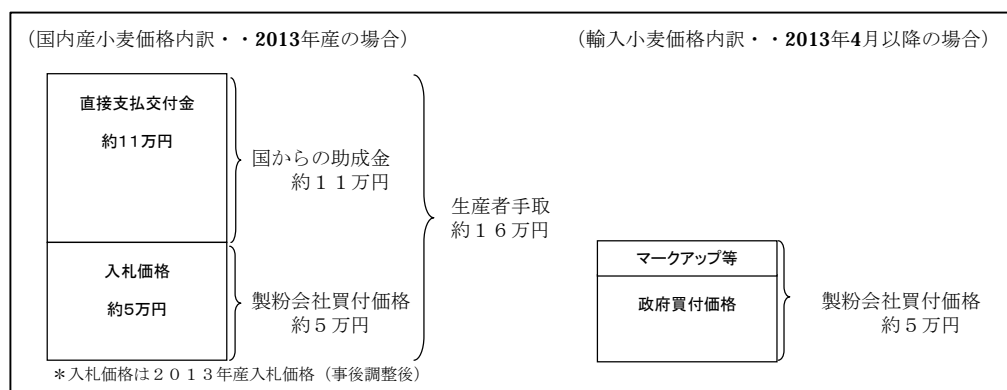 (国内産小麦価格内訳・・2013年産の場合)
直接支払交付金
約11万円
国からの助成金
約11万円
生産者手取
約16万円
入札価格
約5万円
製粉会社買付価格
約5万円
*入札価格は2013年産入札価格(事後調整後)
(輸入小麦価格内訳・・2013年4月以降の場合)
マークアップ等
政府買付価格
製粉会社買付価格
約5万円